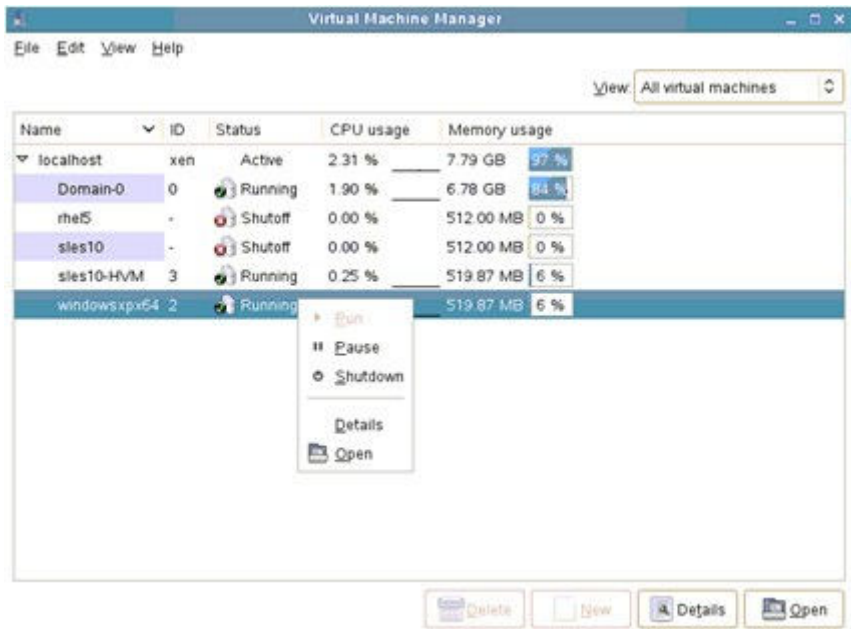 Virtual Machine Manager
File Edit View Help
View: All virtual machines
Name ID Status CPU usage Memory usage
localhost xen Active 2.31 % 7.79 GB 97 %
Domain-0 0 Running 1.90 % 6.78 GB 84 %
rhel5 - Shutoff 0.00 % 512.00 MB 0 %
sles10 - Shutoff 0.00 % 512.00 MB 0 %
sles10-HVM 3 Running 0.25 % 519.87 MB 6 %
windowsxpx64 2 Running 519.87 MB 6 %
Run
Pause
Shutdown
Details
Open
Delete New Details Open